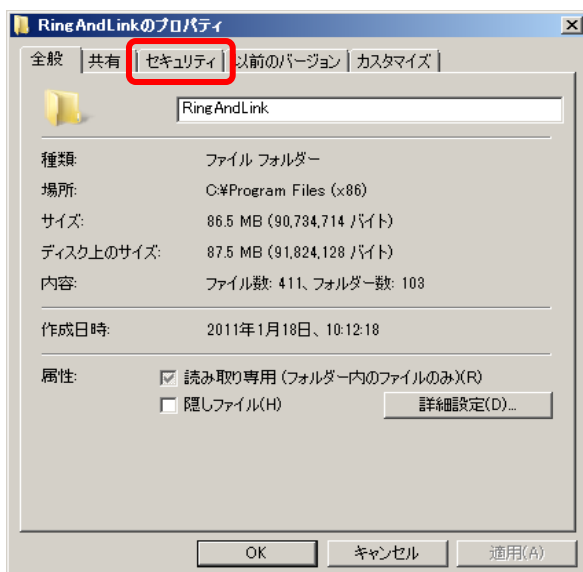 RingAndLinkのプロパティ
全般 共有 セキュリティ 以前のバージョン カスタマイズ
RingAndLink
種類: ファイル フォルダー
場所: C:¥Program Files (x86)
サイズ: 86.5 MB (90,734,714 バイト)
ディスク上のサイズ: 87.5 MB (91,824,128 バイト)
内容: ファイル数: 411、フォルダー数: 103
作成日時: 2011年1月18日、10:12:18
属性: 読み取り専用 (フォルダー内のファイルのみ)(R)
隠しファイル(H) 詳細設定(D)...
OK キャンセル 適用(A)